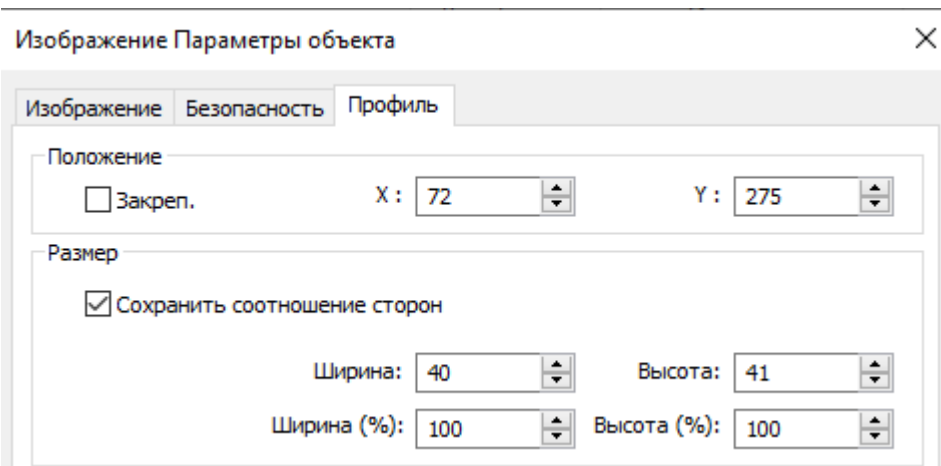 Изображение Параметры объекта
Изображение Безопасность Профиль
Положение
Закреп. X : 72 Y : 275
Размер
Сохранить соотношение сторон
Ширина: 40 Высота: 41
Ширина (%): 100 Высота (%): 100